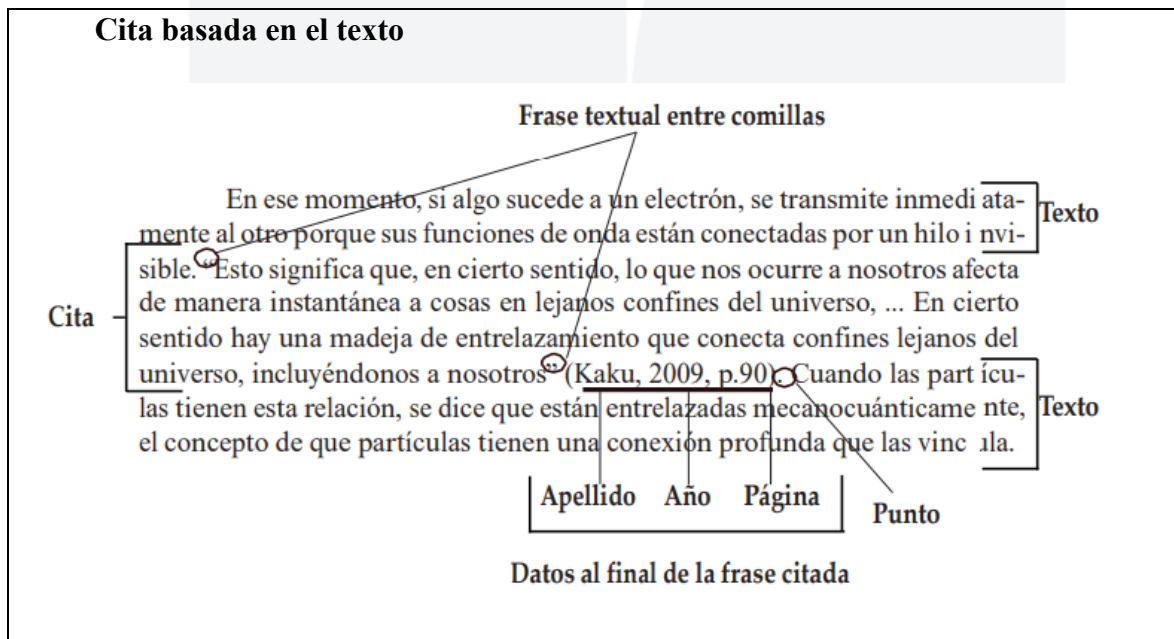 Cita basada en el texto
Frase textual entre comillas
En ese momento, si algo sucede a un electrón, se transmite inmedi ata-
mente al otro porque sus funciones de onda están conectadas por un hilo i nvi-
sible. “Esto significa que, en cierto sentido, lo que nos ocurre a nosotros afecta
de manera instantánea a cosas en lejanos confines del universo, ... En cierto
sentido hay una madeja de entrelazamiento que conecta confines lejanos del
universo, incluyéndonos a nosotros” (Kaku, 2009, p.90). Cuando las part ícu-
las tienen esta relación, se dice que están entrelazadas mecanocuánticame nte,
el concepto de que partículas tienen una conexión profunda que las vinc ula.
Texto
Cita
Texto
Apellido Año Página
Punto
Datos al final de la frase citada